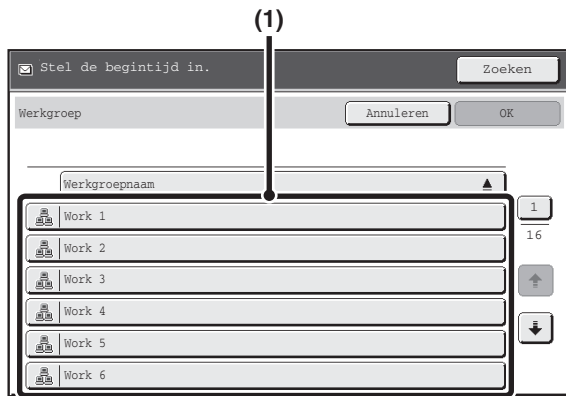 (1)
Stel de begintijd in.
Zoeken
Werkgroep
Annuleren
OK
Werkgroepnaam
Work 1
1
16
Work 2
Work 3
Work 4
Work 5
Work 6